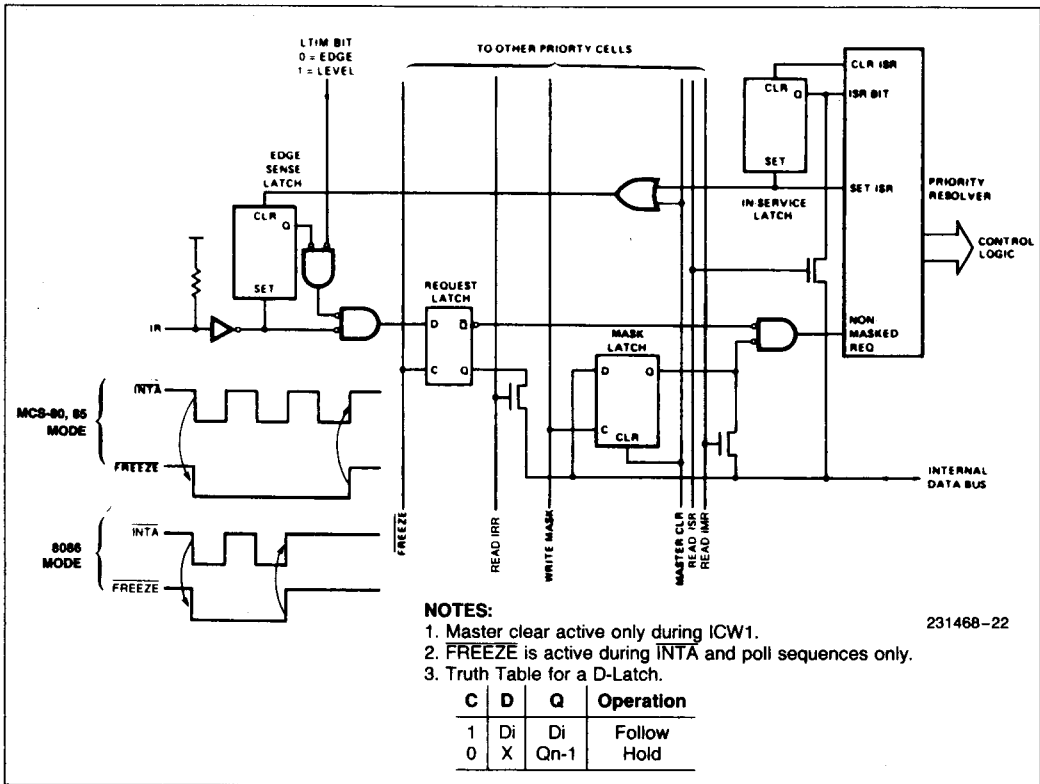 LTIM BIT
0 = EDGE
1 = LEVEL
TO OTHER PRIORTY CELLS
CLR ISR
CLR
Q
ISR BIT
EDGE
SENSE
LATCH
SET
SET ISR
PRIORITY
RESOLVER
IN-SERVICE
LATCH
CLR
Q
CONTROL
LOGIC
SET
REQUEST
LATCH
IR
D
Q
NON
MASKED
REQ
MASK
LATCH
C
Q
D
Q
C
CLR
MCS-80, 85
MODE
INTA
FREEZE
INTERNAL
DATA BUS
8086
MODE
INTA
FREEZE
FREEZE
READ IRR
WRITE MASK
MASTER CLR
READ ISR
READ IMR
NOTES:
231468-22
1. Master clear active only during ICW1.
2. FREEZE is active during INTA and poll sequences only.
3. Truth Table for a D-Latch.
C D Q Operation
1 Di Di Follow
0 X Qn-1 Hold